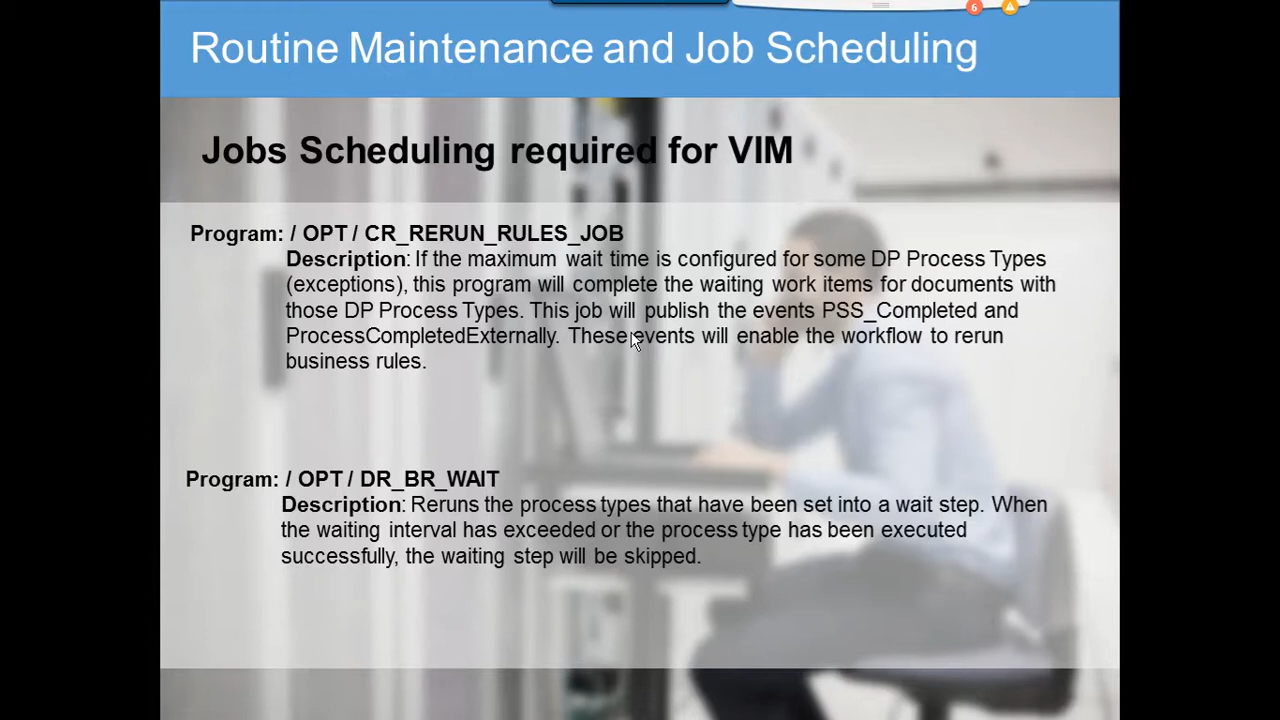 6
Routine Maintenance and Job Scheduling
Jobs Scheduling required for VIM
Program: / OPT / CR_RERUN_RULES_JOB
Description: If the maximum wait time is configured for some DP Process Types
(exceptions), this program will complete the waiting work items for documents with
those DP Process Types. This job will publish the events PSS_Completed and
ProcessCompletedExternally. These events will enable the workflow to rerun
business rules.
Program: / OPT / DR_BR_WAIT
Description: Reruns the process types that have been set into a wait step. When
the waiting interval has exceeded or the process type has been executed
successfully, the waiting step will be skipped.